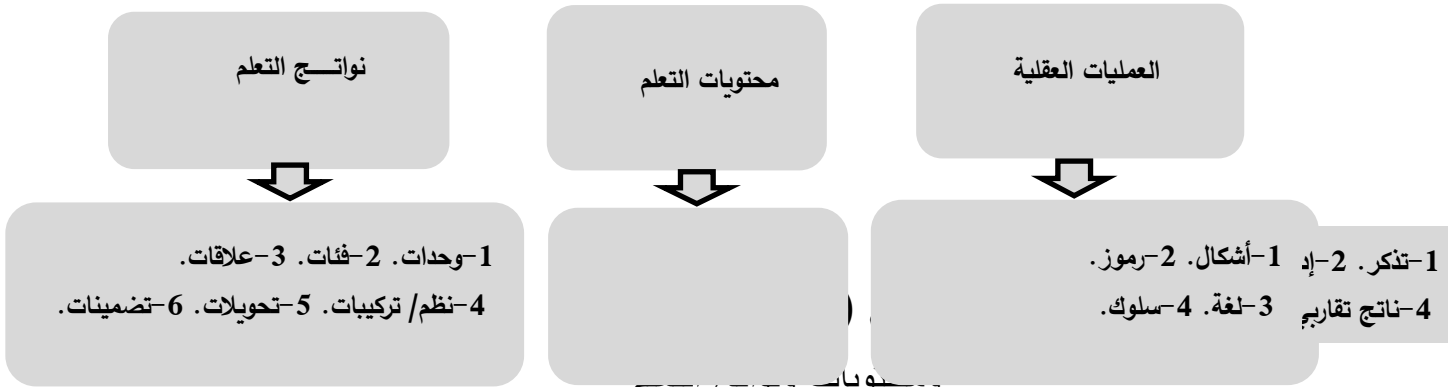 العمليات العقلية
محتويات التعلم
نواتـــج التعلم
1-تذكر. 2-
4-ناتج تقاربي
1-أشكال. 2-رموز.
3-لغة. 4-سلوك.
1-وحدات. 2-فئات. 3-علاقات.
4-نظم/ تركيبات. 5-تحويلات. 6-تضمينات.